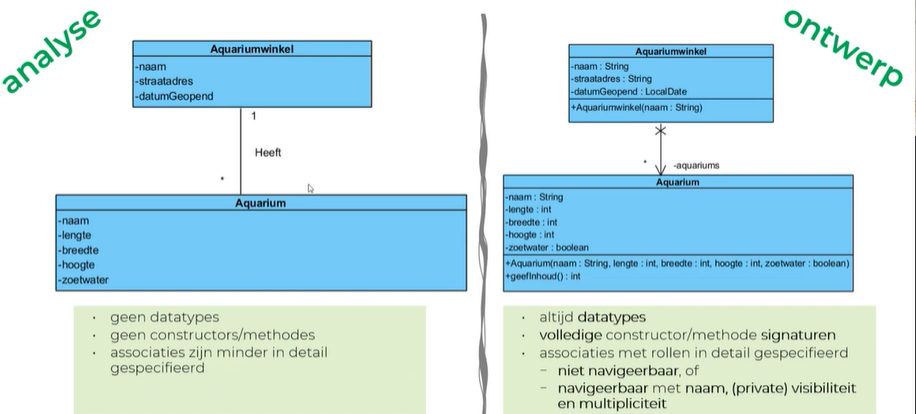 analyse
Aquariumwinkel
-naam
-straatadres
-datumGeopend
1
Heeft
*
Aquarium
-naam
-lengte
-breedte
-hoogte
-zoetwater
· geen datatypes
· geen constructors/methodes
· associaties zijn minder in detail
gespecifieerd
ontwerp
Aquariumwinkel
-naam : String
-straatadres : String
-datumGeopend : LocalDate
+Aquariumwinkel(naam : String)
* -aquariums
Aquarium
-naam : String
-lengte : int
-breedte : int
-hoogte : int
-zoetwater : boolean
+Aquarium(naam : String, lengte : int, breedte : int, hoogte : int, zoetwater : boolean)
+geefInhoud() : int
· altijd datatypes
· volledige constructor/methode signaturen
· associaties met rollen in detail gespecifieerd
– niet navigeerbaar, of
– navigeerbaar met naam, (private) visibiliteit
en multipliciteit